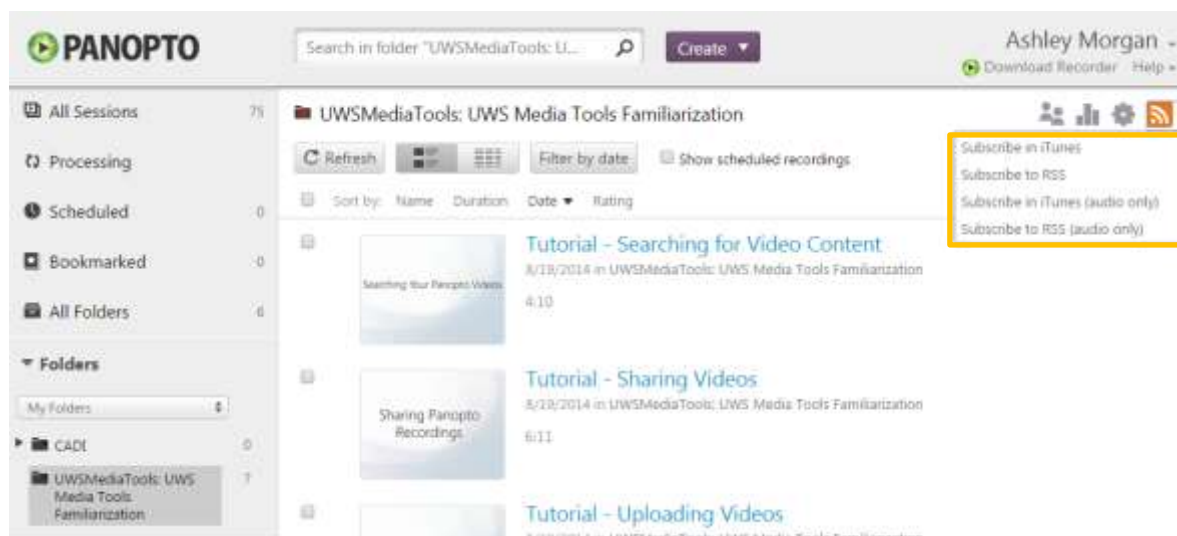 PANOPTO
Search in folder "UWSMediaTools: U...
Create
Ashley Morgan
Download Recorder Help
All Sessions 75
Processing
Scheduled 0
Bookmarked 0
All Folders 6
Folders
My Folders
CADI 0
UWSMediaTools: UWS 7
Media Tools
Familiarization
UWSMediaTools: UWS Media Tools Familiarization
Refresh Filter by date Show scheduled recordings
Sort by: Name Duration Date Rating
Subscribe in iTunes
Subscribe to RSS
Subscribe in iTunes (audio only)
Subscribe to RSS (audio only)
Searching Your Panopto Videos
Tutorial - Searching for Video Content
8/19/2014 in UWSMediaTools: UWS Media Tools Familiarization
4:10
Sharing Panopto
Recordings
Tutorial - Sharing Videos
8/19/2014 in UWSMediaTools: UWS Media Tools Familiarization
6:11
Tutorial - Uploading Videos